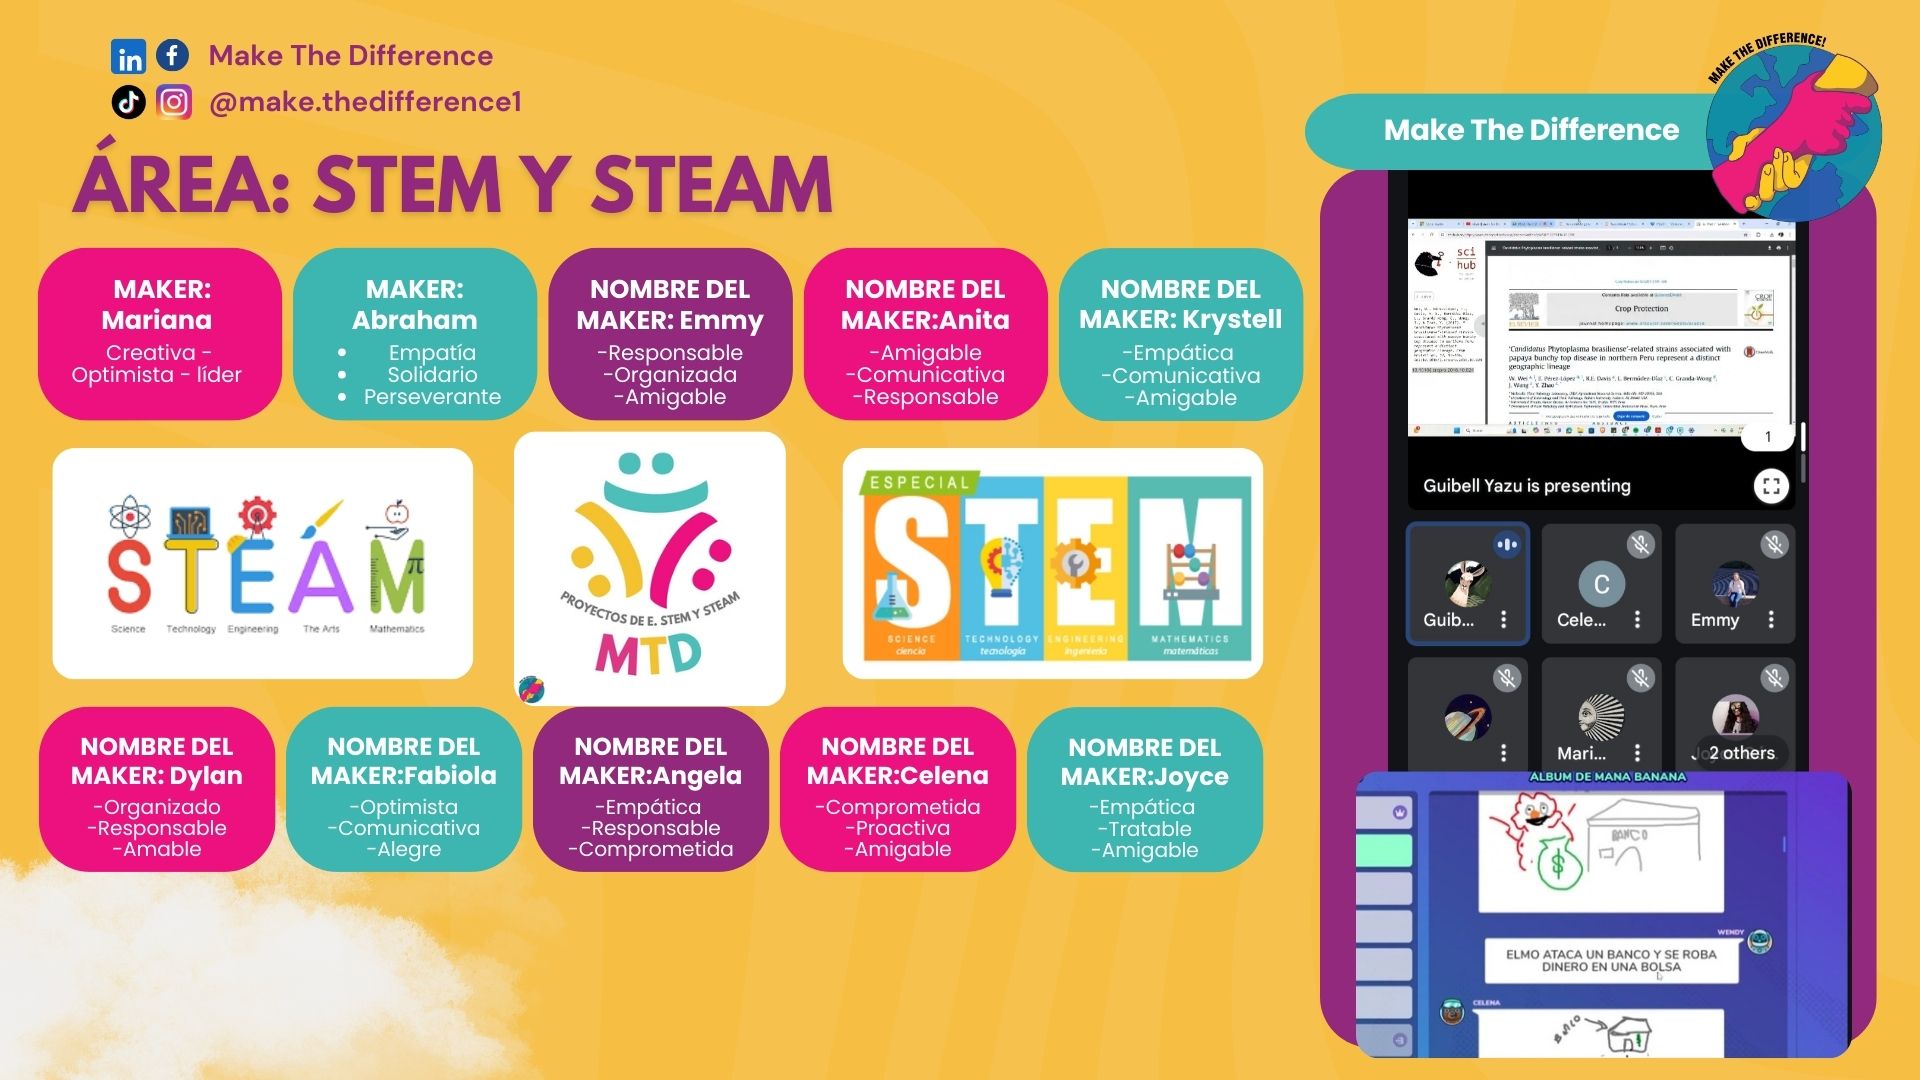 Make The Difference
@make.thedifference1
ÁREA: STEM Y STEAM
Make The Difference
MAKE THE DIFFERENCE!
MAKER:
Mariana
Creativa -
Optimista - líder
MAKER:
Abraham
• Empatía
• Solidario
• Perseverante
NOMBRE DEL
MAKER: Emmy
-Responsable
-Organizada
-Amigable
NOMBRE DEL
MAKER:Anita
-Amigable
-Comunicativa
-Responsable
NOMBRE DEL
MAKER: Krystell
-Empática
-Comunicativa
-Amigable
STEÁM
Science Technology Engineering The Arts Mathematics
PROYECTOS DE E. STEM Y STEAM
MTD
ESPECIAL
STEM
SCIENCE TECHNOLOGY ENGINEERING MATHEMATICS
ciencia tecnología ingeniería matemáticas
NOMBRE DEL
MAKER: Dylan
-Organizado
-Responsable
-Amable
NOMBRE DEL
MAKER:Fabiola
-Optimista
-Comunicativa
-Alegre
NOMBRE DEL
MAKER:Angela
-Empática
-Responsable
-Comprometida
NOMBRE DEL
MAKER:Celena
-Comprometida
-Proactiva
-Amigable
NOMBRE DEL
MAKER:Joyce
-Empática
-Tratable
-Amigable
sci
hub
Crop Protection
ELSEVIER
CROP
'Candidatus Phytoplasma brasiliense'-related strains associated with
papaya bunchy top disease in northern Peru represent a distinct
geographic lineage
1
Guibell Yazu is presenting
Guib...
Cele...
Emmy
Mari...
2 others
ÁLBUM DE MANA BANANA
BANCO
$
WENDY
ELMO ATACA UN BANCO Y SE ROBA
DINERO EN UNA BOLSA
CELENA
BANCO